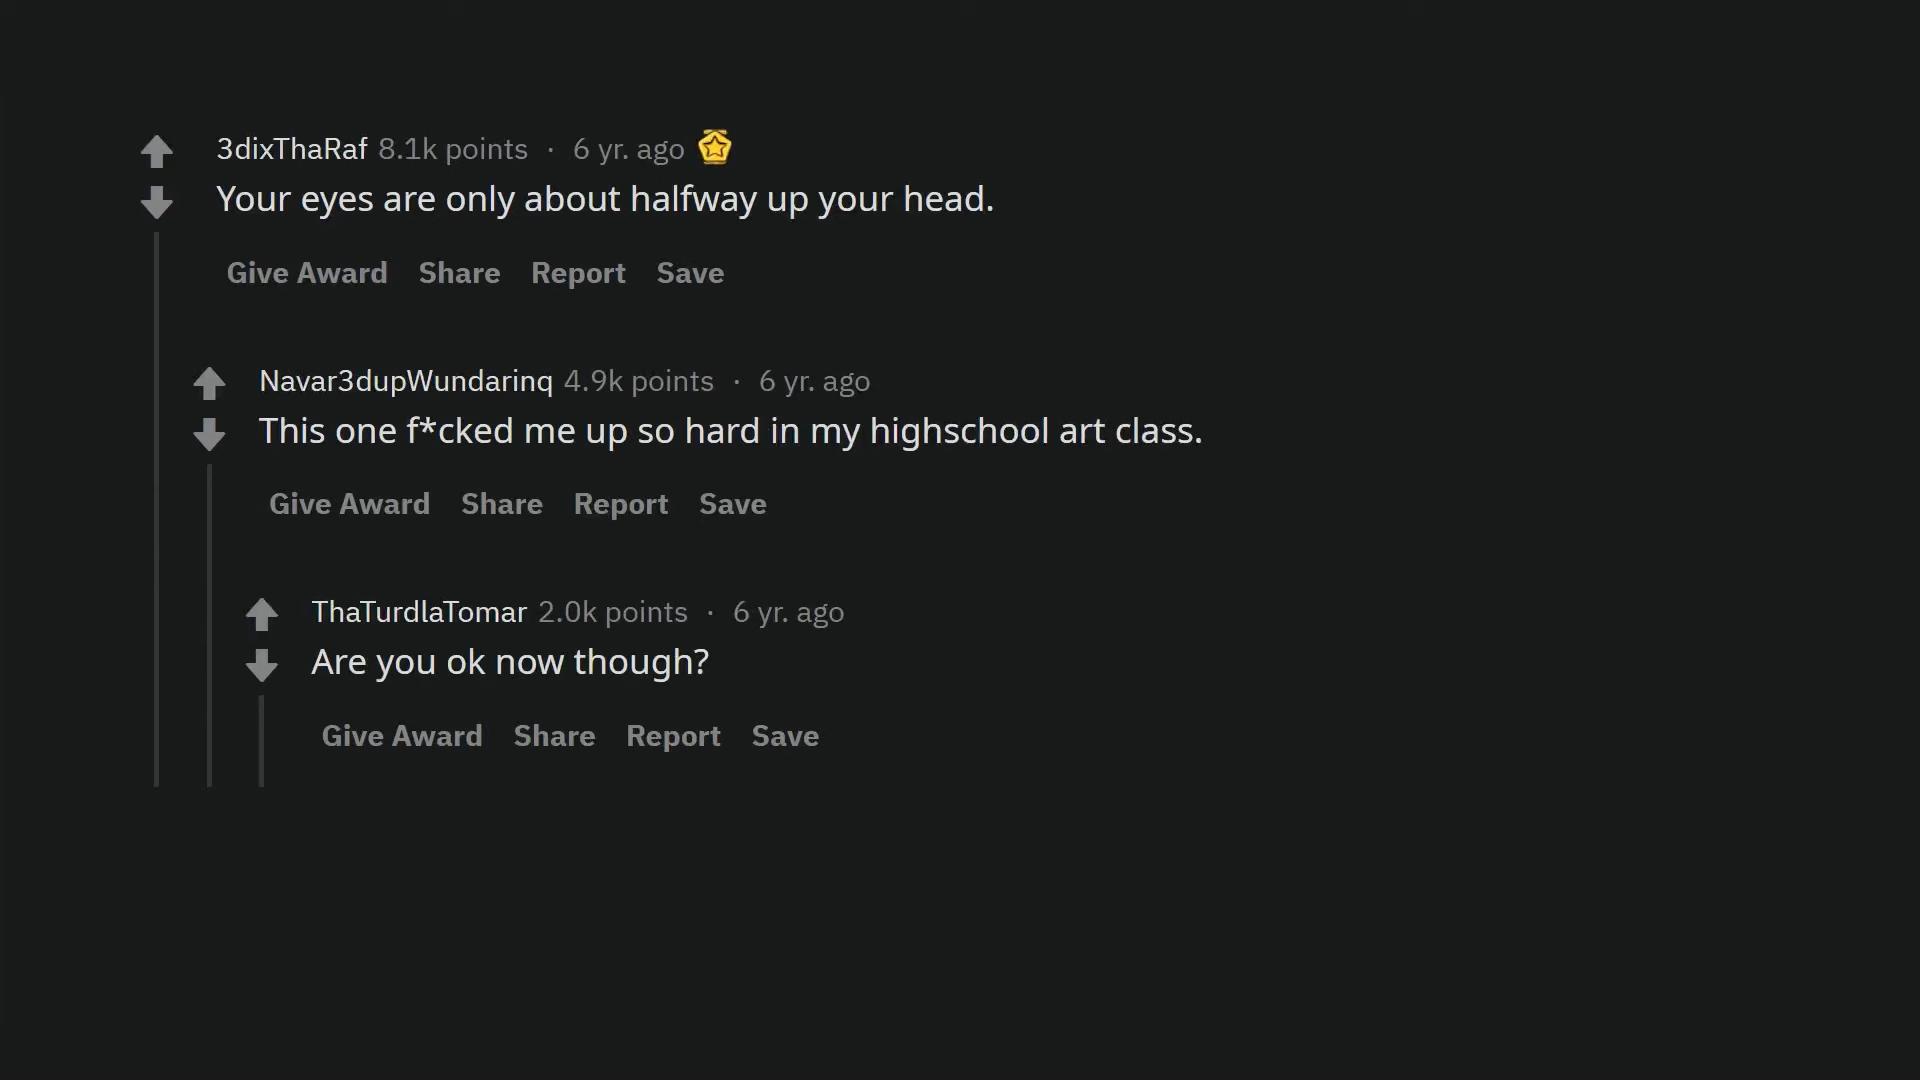 3dixThaRaf 8.1k points · 6 yr. ago
Your eyes are only about halfway up your head.
Give Award Share Report Save
Navar3dupWundarinq 4.9k points · 6 yr. ago
This one f*cked me up so hard in my highschool art class.
Give Award Share Report Save
ThaTurdlaTomar 2.0k points · 6 yr. ago
Are you ok now though?
Give Award Share Report Save